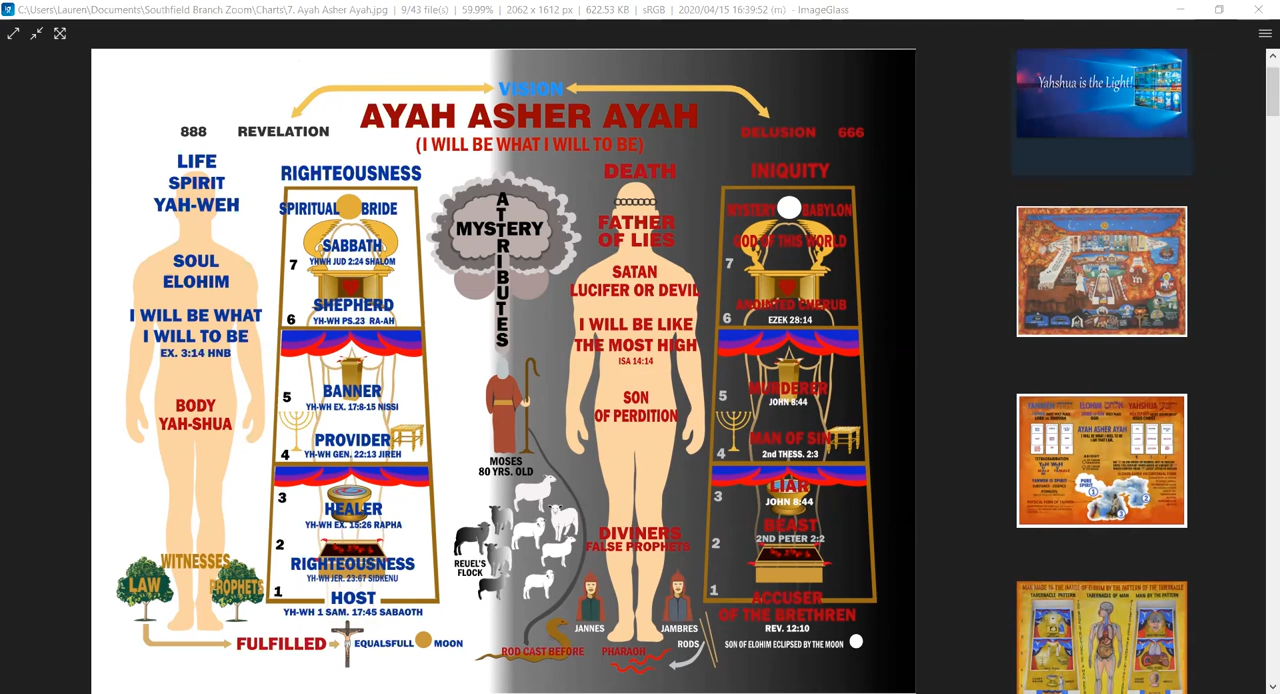 C:\Users\Lauren\Documents\Southfield Branch Zoom\Charts\7. Ayah Asher Ayah.jpg | 9/43 file(s) | 59.99% | 2062 x 1612 px | 622.53 KB | sRGB | 2020/04/15 16:39:52 (m) - ImageGlass
VISION
AYAH ASHER AYAH
(I WILL BE WHAT I WILL TO BE)
888 REVELATION
DELUSION 666
LIFE
SPIRIT
YAH-WEH
SOUL
ELOHIM
I WILL BE WHAT
I WILL TO BE
EX. 3:14 HNB
BODY
YAH-SHUA
WITNESSES
LAW
PROPHETS
FULFILLED
EQUALSFULL MOON
RIGHTEOUSNESS
SPIRITUAL BRIDE
SABBATH
YHWH JUD 2:24 SHALOM
7
SHEPHERD
6
YH-WH PS.23 RA-AH
BANNER
5
YH-WH EX. 17:8-15 NISSI
PROVIDER
4
YH-WH GEN. 22:13 JIREH
3
HEALER
YH-WH EX. 15:26 RAPHA
2
RIGHTEOUSNESS
YH-WH JER. 23:67 SIDKENU
1
HOST
YH-WH 1 SAM. 17:45 SABAOTH
MYSTERY
ATTRIBUTES
MOSES
80 YRS. OLD
REUEL'S
FLOCK
ROD CAST BEFORE PHARAOH
DEATH
FATHER
OF LIES
SATAN
LUCIFER OR DEVIL
I WILL BE LIKE
THE MOST HIGH
ISA 14:14
SON
OF PERDITION
DIVINERS
FALSE PROPHETS
JANNES
JAMBRES
RODS
INIQUITY
MYSTERY BABYLON
GOD OF THIS WORLD
7
ANOINTED CHERUB
6
EZEK 28:14
MURDERER
5
JOHN 8:44
MAN OF SIN
4
2nd THESS. 2:3
LIAR
3
JOHN 8:44
BEAST
2
2ND PETER 2:2
1
ACCUSER
OF THE BRETHREN
REV. 12:10
SON OF ELOHIM ECLIPSED BY THE MOON
Yahshua is the Light!
AYAH ASHER AYAH